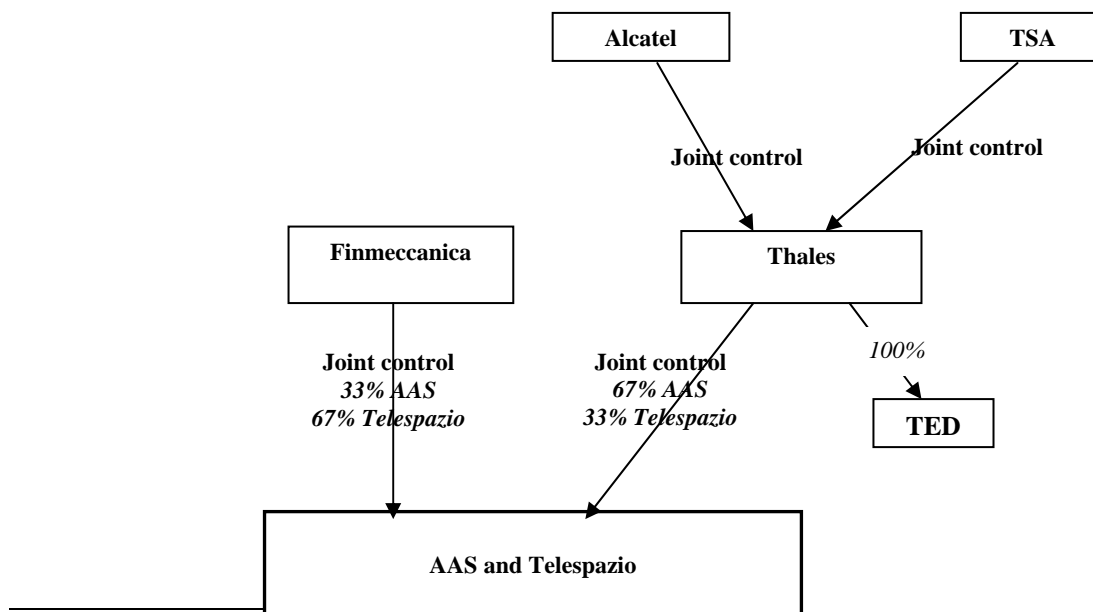 Alcatel
TSA
Joint control
Joint control
Finmeccanica
Thales
Joint control
33% AAS
67% Telespazio
Joint control
67% AAS
33% Telespazio
100%
TED
AAS and Telespazio